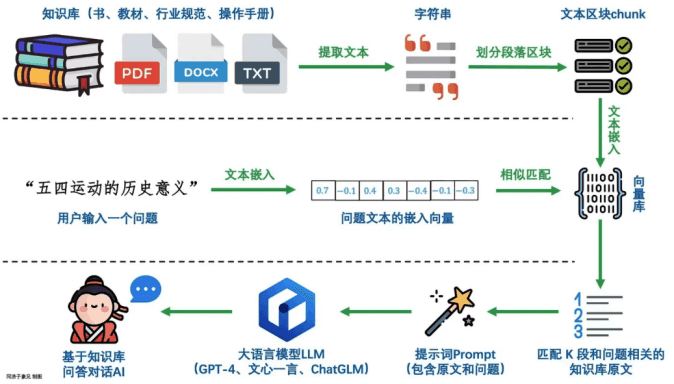 知识库（书、教材、行业规范、操作手册）
字符串
文本区块chunk
PDF
DOCX
TXT
提取文本
划分段落区块
文本嵌入
“五四运动的历史意义”
用户输入一个问题
文本嵌入
0.7 −0.1 0.4 0.3 −0.4 −0.1 −0.3
问题文本的嵌入向量
相似匹配
11100
110111
10110
01011
向量库
基于知识库
问答对话AI
大语言模型LLM
（GPT-4、文心一言、ChatGLM）
提示词Prompt
（包含原文和问题）
1
2
3
匹配 K 段和问题相关的
知识库原文